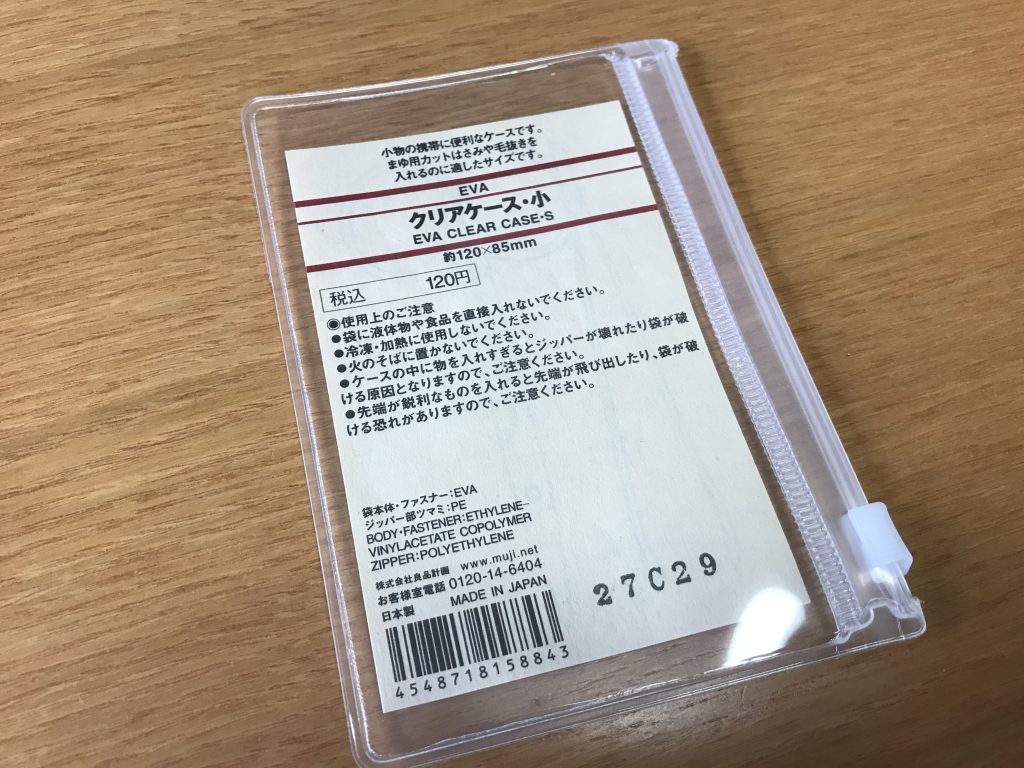 小物の携帯に便利なケースです。
まゆ用カットはさみや毛抜きを
入れるのに適したサイズです。
EVA
クリアケース・小
EVA CLEAR CASE・S
約120×85mm
税込 120円
◉使用上のご注意
●袋に液体物や食品を直接入れないでください。
●冷凍・加熱に使用しないでください。
●火のそばに置かないでください。
●ケースの中に物を入れすぎるとジッパーが壊れたり袋が破
ける原因となりますので、ご注意ください。
●先端が鋭利なものを入れると先端が飛び出したり、袋が破
ける恐れがありますので、ご注意ください。
袋本体・ファスナー：EVA
ジッパー部ツマミ：PE
BODY・FASTENER：ETHYLENE–
VINYLACETATE COPOLYMER
ZIPPER：POLYETHYLENE
株式会社良品計画 www.muji.net
お客様室電話 0120-14-6404
日本製 MADE IN JAPAN
27C29
4548718158843